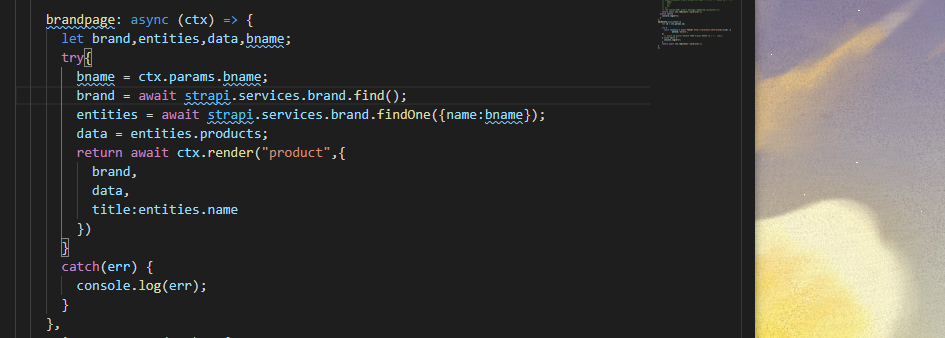 brandpage: async (ctx) => {
let brand,entities,data,bname;
try{
bname = ctx.params.bname;
brand = await strapi.services.brand.find();
entities = await strapi.services.brand.findOne({name:bname});
data = entities.products;
return await ctx.render("product",{
brand,
data,
title:entities.name
})
}
catch(err) {
console.log(err);
}
},